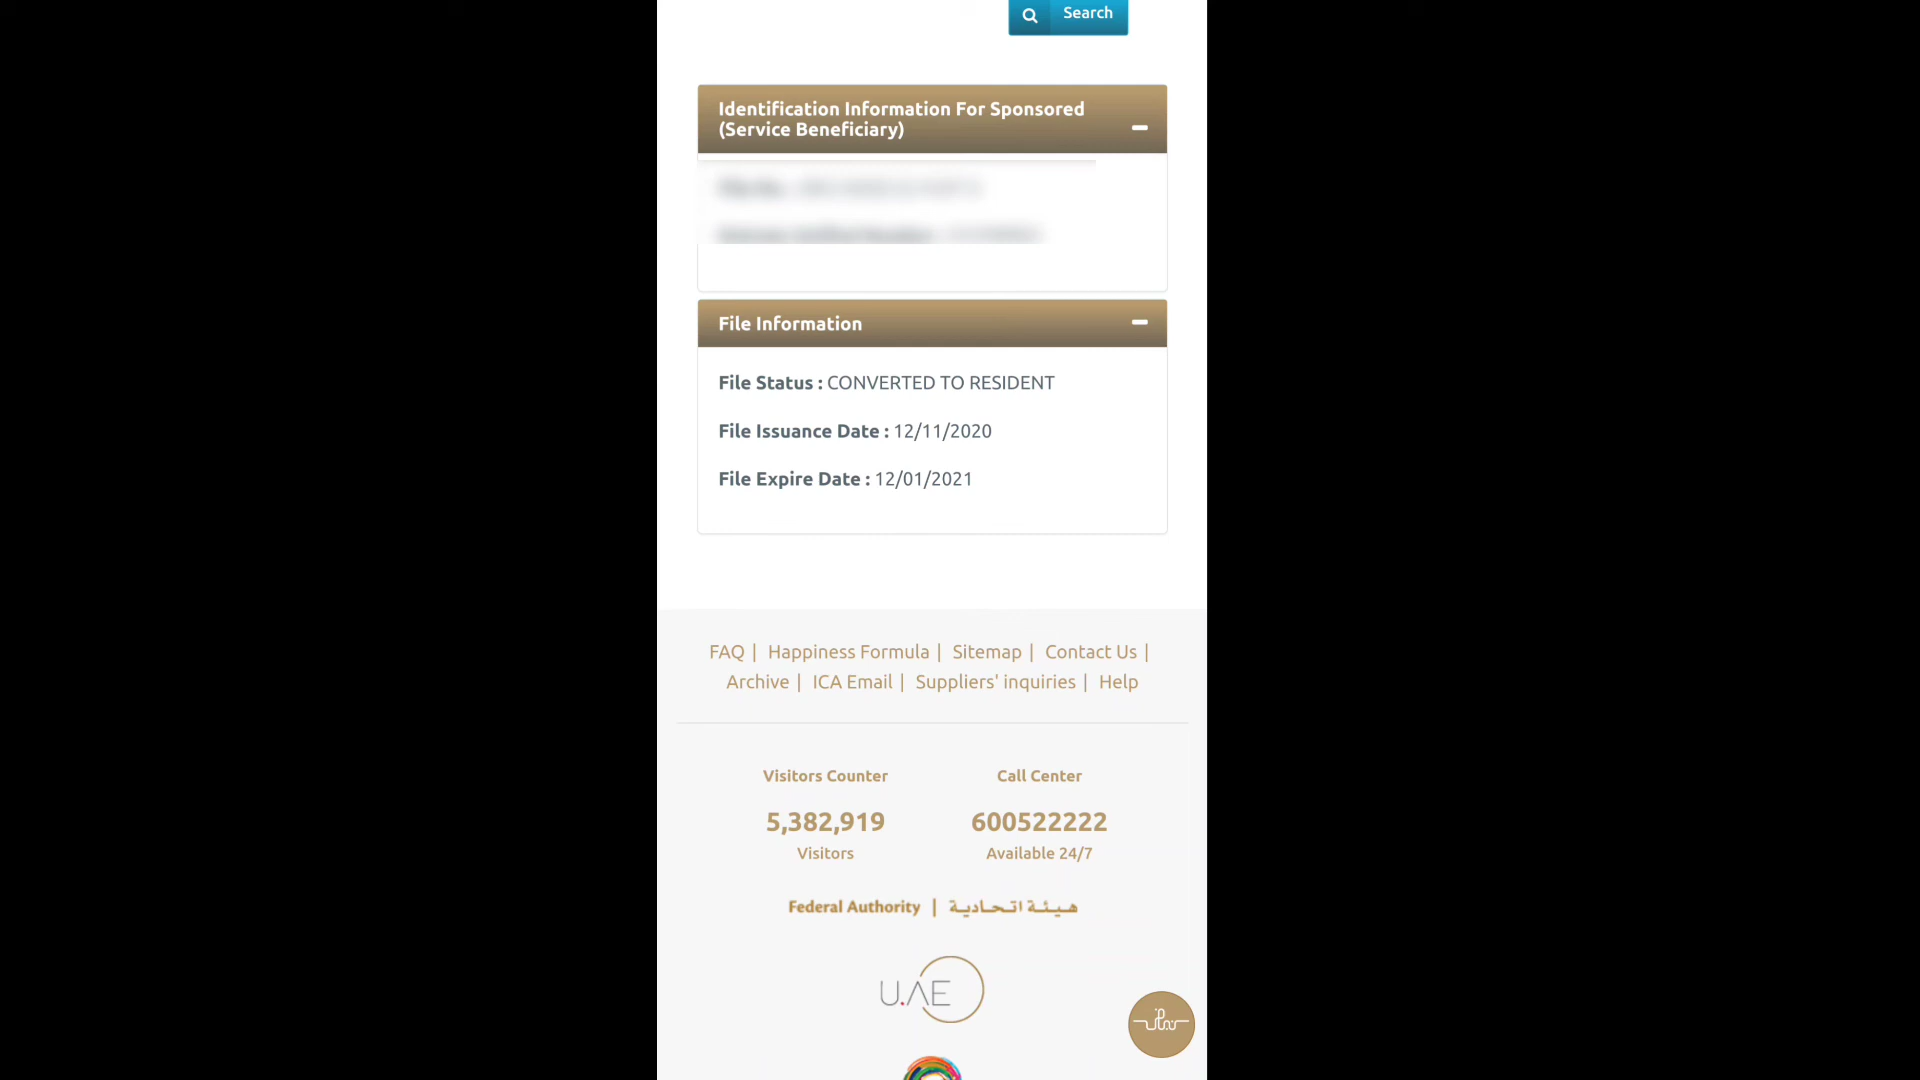 Search
Identification Information For Sponsored
(Service Beneficiary)
File Information
File Status : CONVERTED TO RESIDENT
File Issuance Date : 12/11/2020
File Expire Date : 12/01/2021
FAQ | Happiness Formula | Sitemap | Contact Us |
Archive | ICA Email | Suppliers' inquiries | Help
Visitors Counter
5,382,919
Visitors
Call Center
600522222
Available 24/7
Federal Authority | هيئة اتحادية
U.AE